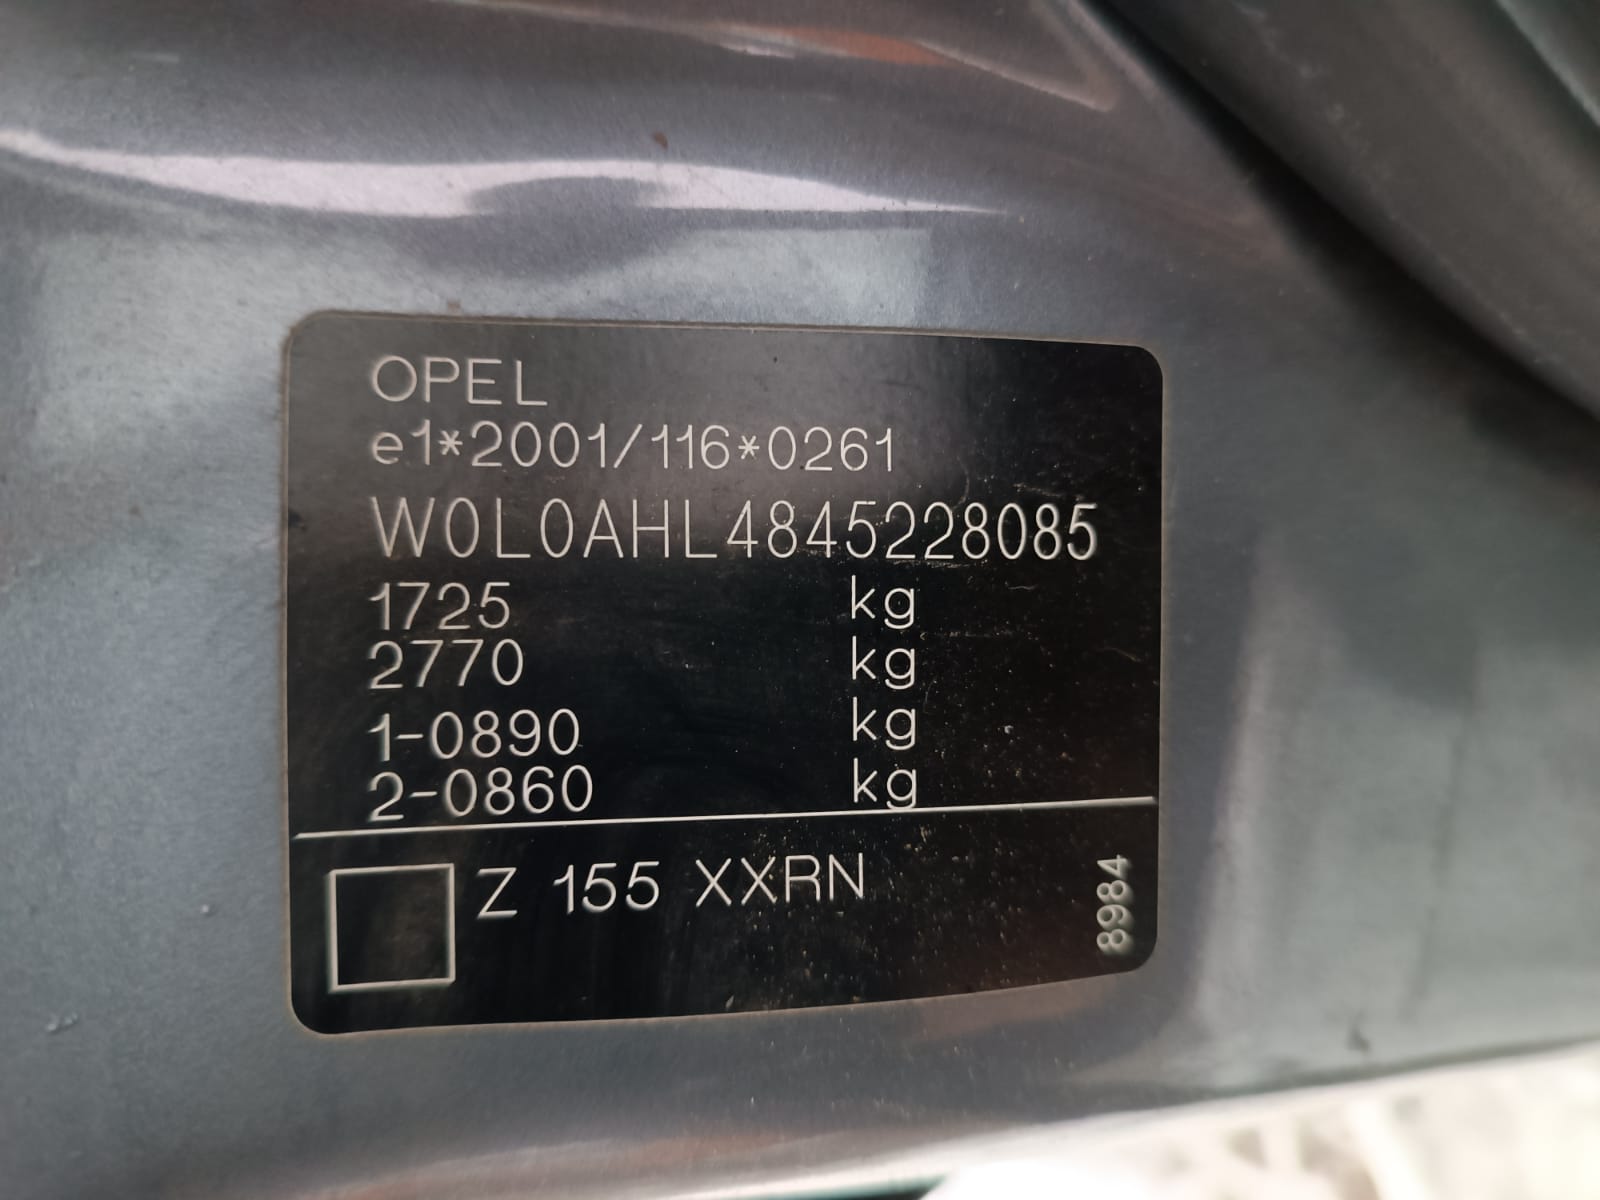 OPEL
e1*2001/116*0261
W0L0AHL4845228085
1725 kg
2770 kg
1-0890 kg
2-0860 kg
Z 155 XXRN
8984